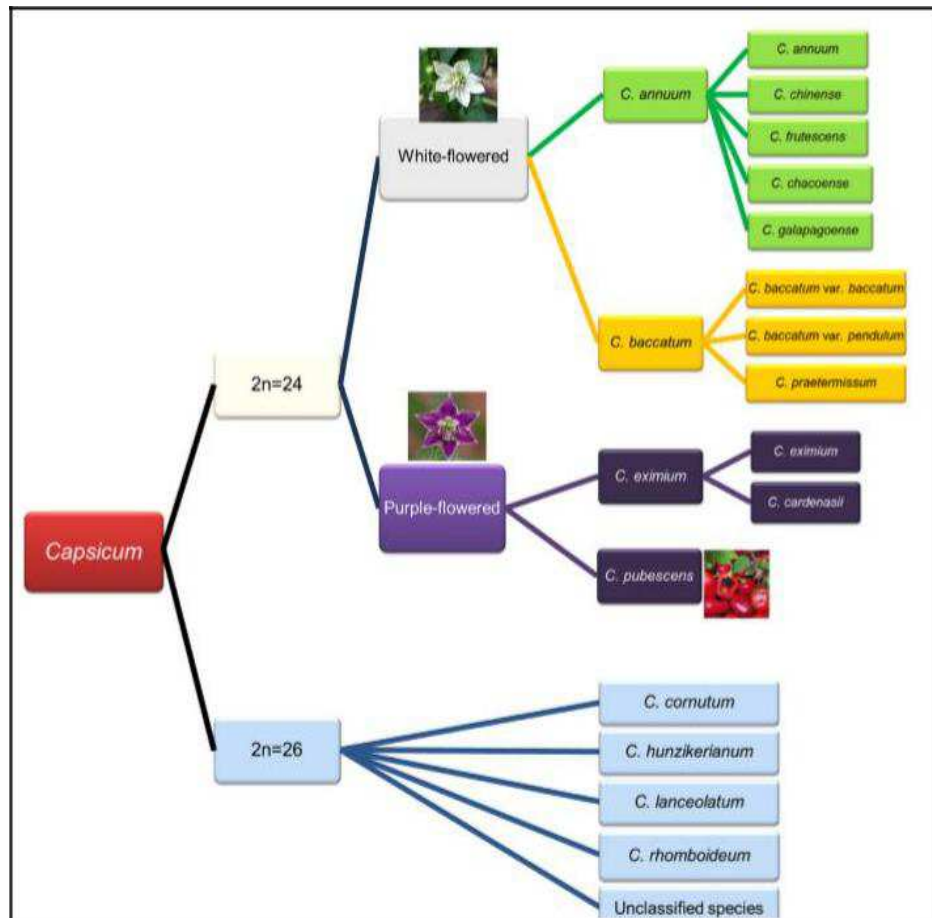 Capsicum
2n=24
White-flowered
C. annuum
C. annuum
C. chinense
C. frutescens
C. chacoense
C. galapagoense
C. baccatum
C. baccatum var. baccatum
C. baccatum var. pendulum
C. praetermissum
Purple-flowered
C. eximium
C. eximium
C. cardenasii
C. pubescens
2n=26
C. cornutum
C. hunzikerianum
C. lanceolatum
C. rhomboideum
Unclassified species